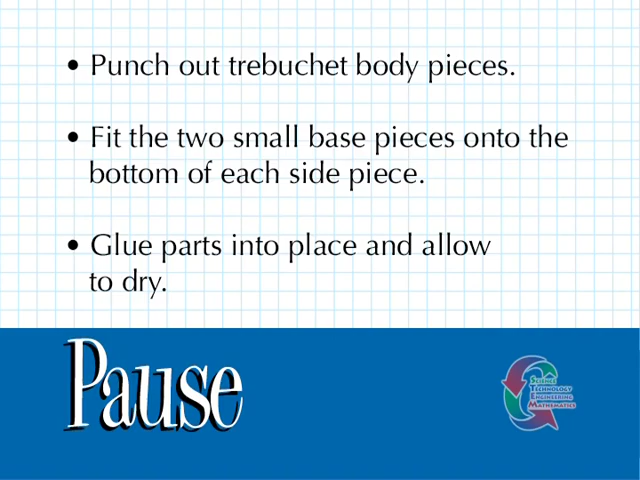 • Punch out trebuchet body pieces.
• Fit the two small base pieces onto the
bottom of each side piece.
• Glue parts into place and allow
to dry.
Pause
Science
Technology
Engineering
Mathematics